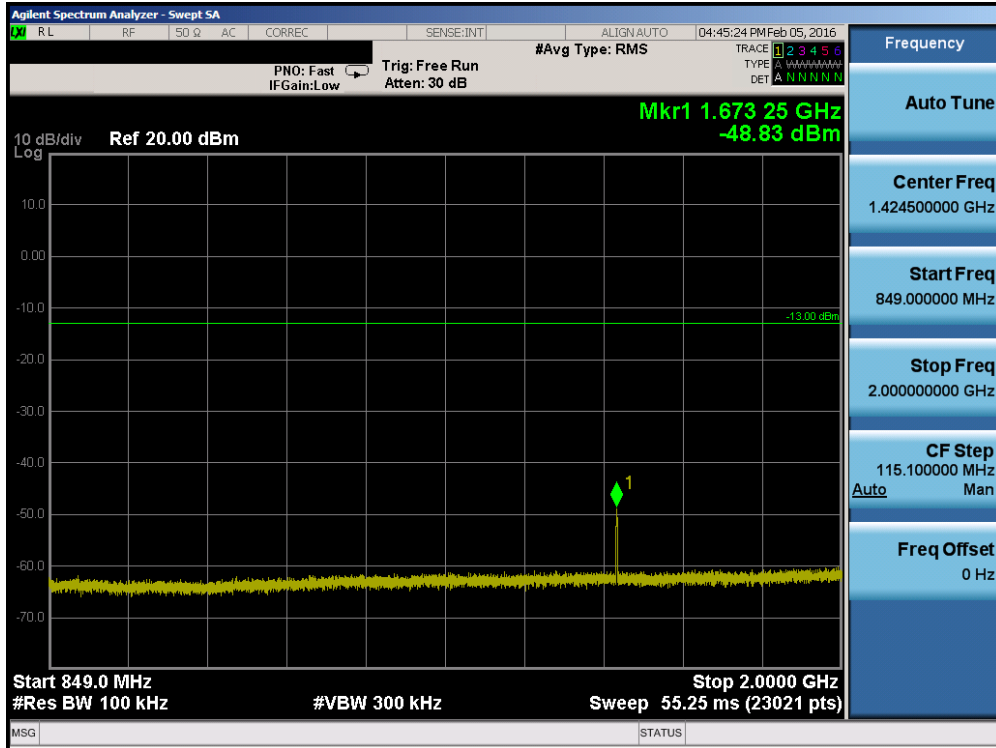 Agilent Spectrum Analyzer - Swept SA
LXI RL RF 50 Ω AC CORREC SENSE:INT ALIGN AUTO 04:45:24 PM Feb 05, 2016
#Avg Type: RMS TRACE 1 2 3 4 5 6
PNO: Fast Trig: Free Run TYPE A WWWWW
IFGain:Low Atten: 30 dB DET A N N N N N
Mkr1 1.673 25 GHz
-48.83 dBm
10 dB/div Ref 20.00 dBm
Log
10.0
0.00
-10.0
-13.00 dBm
-20.0
-30.0
-40.0
1
-50.0
-60.0
-70.0
Start 849.0 MHz Stop 2.0000 GHz
#Res BW 100 kHz #VBW 300 kHz Sweep 55.25 ms (23021 pts)
MSG STATUS
Frequency
Auto Tune
Center Freq
1.424500000 GHz
Start Freq
849.000000 MHz
Stop Freq
2.000000000 GHz
CF Step
115.100000 MHz
Auto Man
Freq Offset
0 Hz